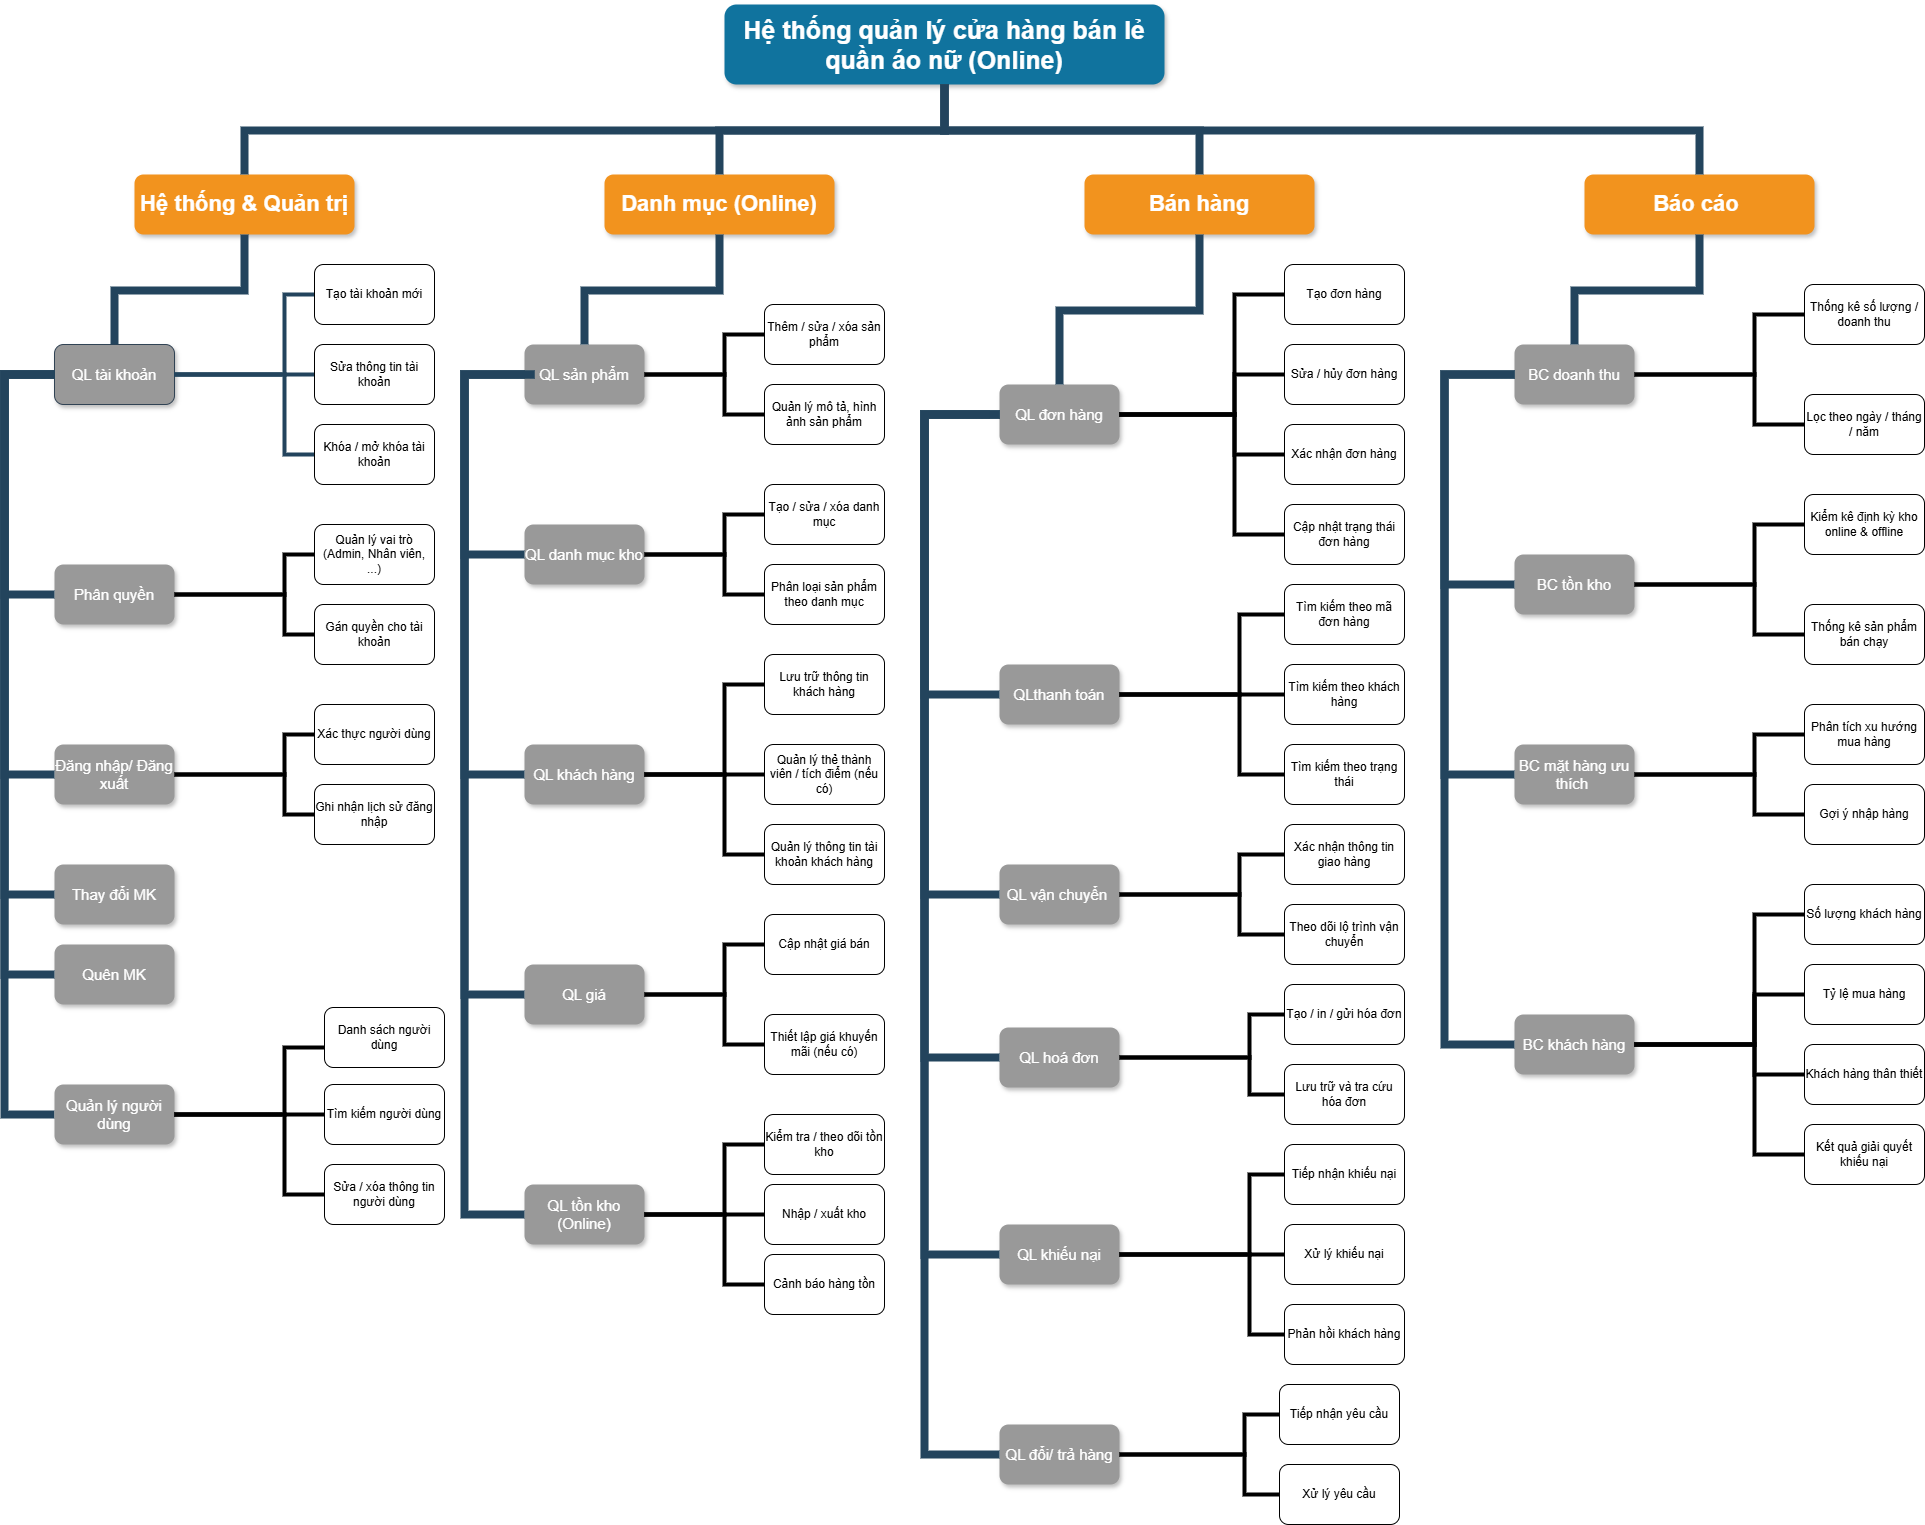 Hệ thống quản lý cửa hàng bán lẻ
quần áo nữ (Online)
Hệ thống & Quản trị
QL tài khoản
Tạo tài khoản mới
Sửa thông tin tài
khoản
Khóa / mở khóa tài
khoản
Phân quyền
Quản lý vai trò
(Admin, Nhân viên,
...)
Gán quyền cho tài
khoản
Đăng nhập/ Đăng
xuất
Xác thực người dùng
Ghi nhận lịch sử đăng
nhập
Thay đổi MK
Quên MK
Quản lý người
dùng
Danh sách người
dùng
Tìm kiếm người dùng
Sửa / xóa thông tin
người dùng
Danh mục (Online)
QL sản phẩm
Thêm / sửa / xóa sản
phẩm
Quản lý mô tả, hình
ảnh sản phẩm
QL danh mục kho
Tạo / sửa / xóa danh
mục
Phân loại sản phẩm
theo danh mục
QL khách hàng
Lưu trữ thông tin
khách hàng
Quản lý thẻ thành
viên / tích điểm (nếu
có)
Quản lý thông tin tài
khoản khách hàng
QL giá
Cập nhật giá bán
Thiết lập giá khuyến
mãi (nếu có)
QL tồn kho
(Online)
Kiểm tra / theo dõi tồn
kho
Nhập / xuất kho
Cảnh báo hàng tồn
Bán hàng
QL đơn hàng
Tạo đơn hàng
Sửa / hủy đơn hàng
Xác nhận đơn hàng
Cập nhật trạng thái
đơn hàng
QLthanh toán
Tìm kiếm theo mã
đơn hàng
Tìm kiếm theo khách
hàng
Tìm kiếm theo trạng
thái
QL vận chuyển
Xác nhận thông tin
giao hàng
Theo dõi lộ trình vận
chuyển
QL hoá đơn
Tạo / in / gửi hóa đơn
Lưu trữ và tra cứu
hóa đơn
QL khiếu nại
Tiếp nhận khiếu nại
Xử lý khiếu nại
Phản hồi khách hàng
QL đổi/ trả hàng
Tiếp nhận yêu cầu
Xử lý yêu cầu
Báo cáo
BC doanh thu
Thống kê số lượng /
doanh thu
Lọc theo ngày / tháng
/ năm
BC tồn kho
Kiểm kê định kỳ kho
online & offline
Thống kê sản phẩm
bán chạy
BC mặt hàng ưu
thích
Phân tích xu hướng
mua hàng
Gợi ý nhập hàng
BC khách hàng
Số lượng khách hàng
Tỷ lệ mua hàng
Khách hàng thân thiết
Kết quả giải quyết
khiếu nại